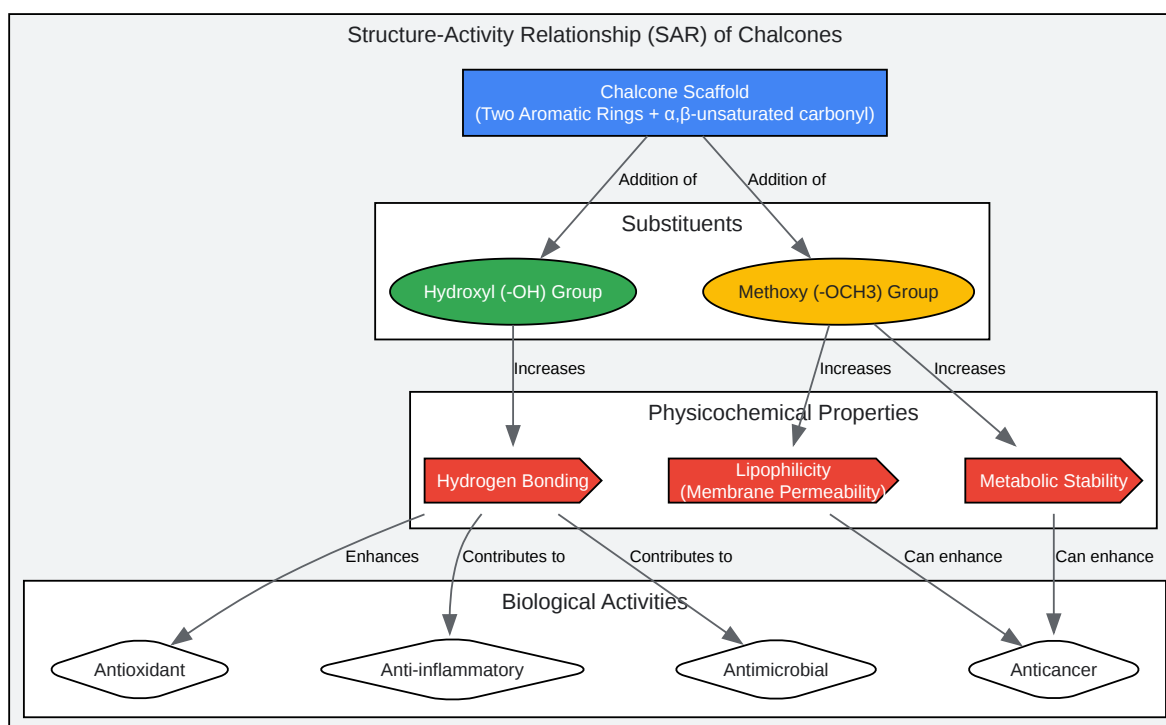 Structure-Activity Relationship (SAR) of Chalcones
Chalcone Scaffold
(Two Aromatic Rings + α,β-unsaturated carbonyl)
Addition of
Addition of
Substituents
Hydroxyl (-OH) Group
Methoxy (-OCH3) Group
Increases
Increases
Increases
Physicochemical Properties
Hydrogen Bonding
Lipophilicity
(Membrane Permeability)
Metabolic Stability
Enhances
Contributes to
Contributes to
Can enhance
Can enhance
Biological Activities
Antioxidant
Anti-inflammatory
Antimicrobial
Anticancer